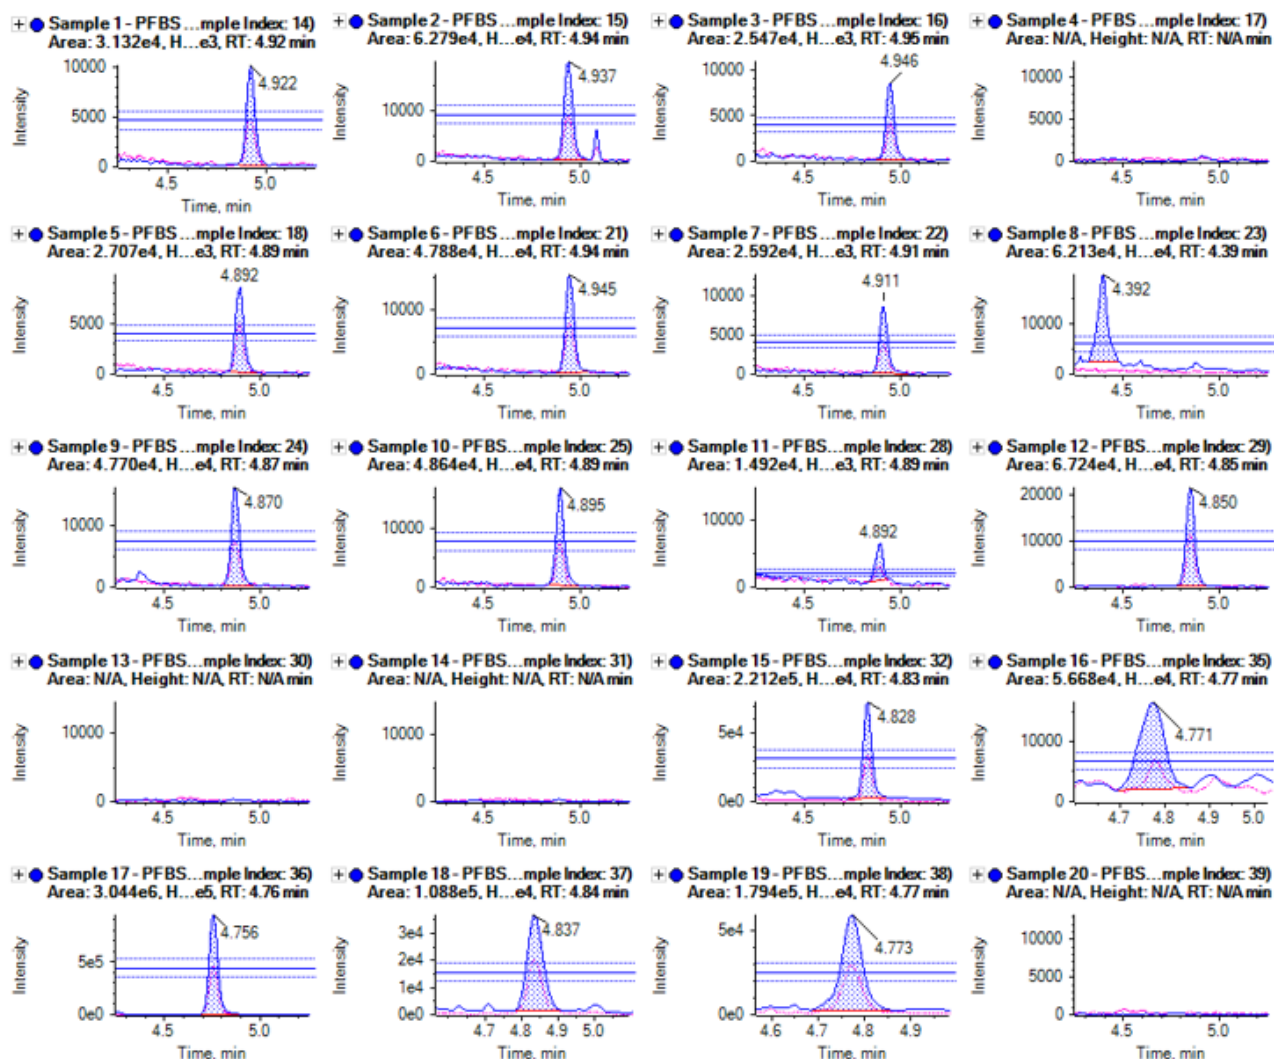 Sample 1 - PFBS ...mple Index: 14)
Area: 3.132e4, H...e3, RT: 4.92 min
10000
5000
0
4.922
4.5
5.0
Intensity
Time, min
Sample 2 - PFBS ...mple Index: 15)
Area: 6.279e4, H...e4, RT: 4.94 min
10000
0
4.937
4.5
5.0
Intensity
Time, min
Sample 3 - PFBS ...mple Index: 16)
Area: 2.547e4, H...e3, RT: 4.95 min
10000
5000
0
4.946
4.5
5.0
Intensity
Time, min
Sample 4 - PFBS ...mple Index: 17)
Area: N/A, Height: N/A, RT: N/A min
10000
5000
0
4.5
5.0
Intensity
Time, min
Sample 5 - PFBS ...mple Index: 18)
Area: 2.707e4, H...e3, RT: 4.89 min
5000
0
4.892
4.5
5.0
Intensity
Time, min
Sample 6 - PFBS ...mple Index: 21)
Area: 4.788e4, H...e4, RT: 4.94 min
10000
5000
0
4.945
4.5
5.0
Intensity
Time, min
Sample 7 - PFBS ...mple Index: 22)
Area: 2.592e4, H...e3, RT: 4.91 min
10000
5000
0
4.911
4.5
5.0
Intensity
Time, min
Sample 8 - PFBS ...mple Index: 23)
Area: 6.213e4, H...e4, RT: 4.39 min
10000
0
4.392
4.5
5.0
Intensity
Time, min
Sample 9 - PFBS ...mple Index: 24)
Area: 4.770e4, H...e4, RT: 4.87 min
10000
0
4.870
4.5
5.0
Intensity
Time, min
Sample 10 - PFBS...mple Index: 25)
Area: 4.864e4, H...e4, RT: 4.89 min
10000
0
4.895
4.5
5.0
Intensity
Time, min
Sample 11 - PFBS...mple Index: 28)
Area: 1.492e4, H...e3, RT: 4.89 min
10000
0
4.892
4.5
5.0
Intensity
Time, min
Sample 12 - PFBS...mple Index: 29)
Area: 6.724e4, H...e4, RT: 4.85 min
20000
10000
0
4.850
4.5
5.0
Intensity
Time, min
Sample 13 - PFBS...mple Index: 30)
Area: N/A, Height: N/A, RT: N/A min
10000
0
4.5
5.0
Intensity
Time, min
Sample 14 - PFBS...mple Index: 31)
Area: N/A, Height: N/A, RT: N/A min
10000
0
4.5
5.0
Intensity
Time, min
Sample 15 - PFBS...mple Index: 32)
Area: 2.212e5, H...e4, RT: 4.83 min
5e4
0e0
4.828
4.5
5.0
Intensity
Time, min
Sample 16 - PFBS...mple Index: 35)
Area: 5.668e4, H...e4, RT: 4.77 min
10000
0
4.771
4.7
4.8
4.9
5.0
Intensity
Time, min
Sample 17 - PFBS...mple Index: 36)
Area: 3.044e6, H...e5, RT: 4.76 min
5e5
0e0
4.756
4.5
5.0
Intensity
Time, min
Sample 18 - PFBS...mple Index: 37)
Area: 1.088e5, H...e4, RT: 4.84 min
3e4
2e4
1e4
0e0
4.837
4.7
4.8
4.9
5.0
Intensity
Time, min
Sample 19 - PFBS...mple Index: 38)
Area: 1.794e5, H...e4, RT: 4.77 min
5e4
0e0
4.773
4.6
4.7
4.8
4.9
Intensity
Time, min
Sample 20 - PFBS...mple Index: 39)
Area: N/A, Height: N/A, RT: N/A min
10000
5000
0
4.5
5.0
Intensity
Time, min